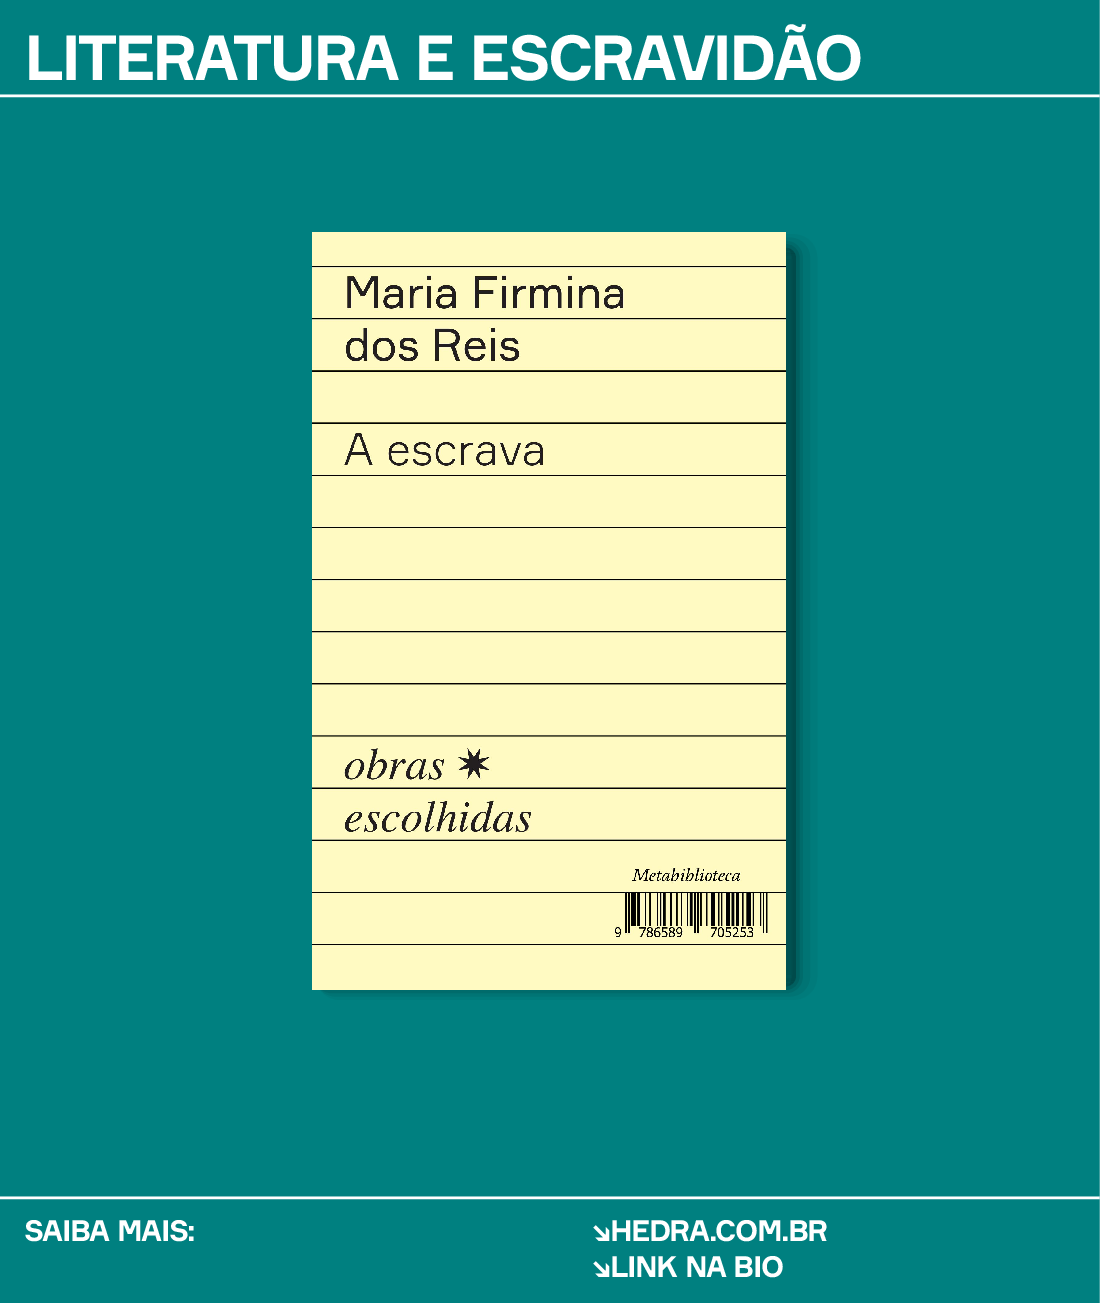 LITERATURA E ESCRAVIDÃO
Maria Firmina
dos Reis
A escrava
obras ✷
escolhidas
Metabiblioteca
9 786589 705253
SAIBA MAIS:
↘HEDRA.COM.BR
↘LINK NA BIO